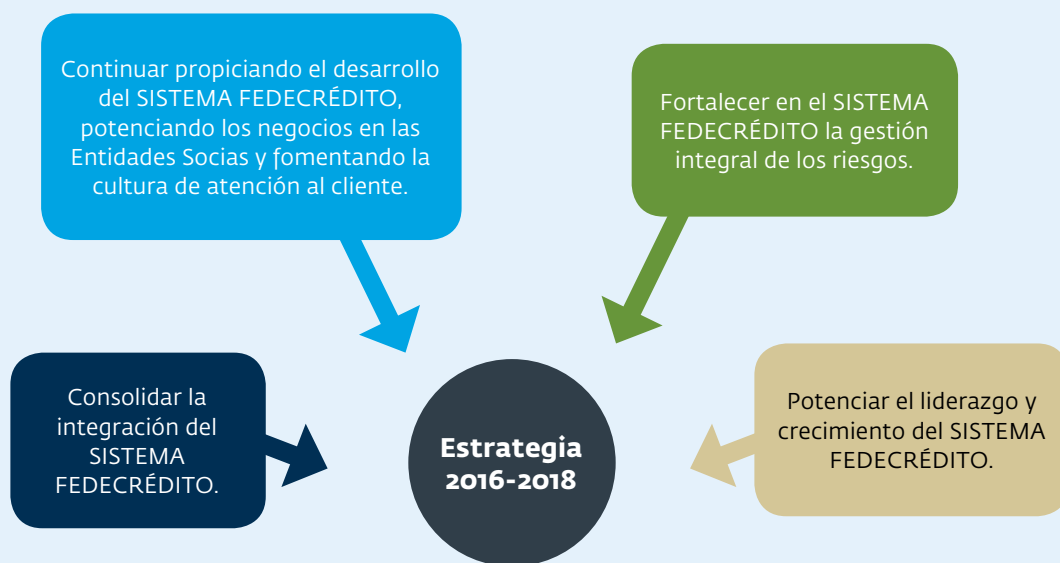 Continuar propiciando el desarrollo
del SISTEMA FEDECRÉDITO,
potenciando los negocios en las
Entidades Socias y fomentando la
cultura de atención al cliente.
Fortalecer en el SISTEMA
FEDECRÉDITO la gestión
integral de los riesgos.
Consolidar la
integración del
SISTEMA
FEDECRÉDITO.
Estrategia
2016-2018
Potenciar el liderazgo y
crecimiento del SISTEMA
FEDECRÉDITO.